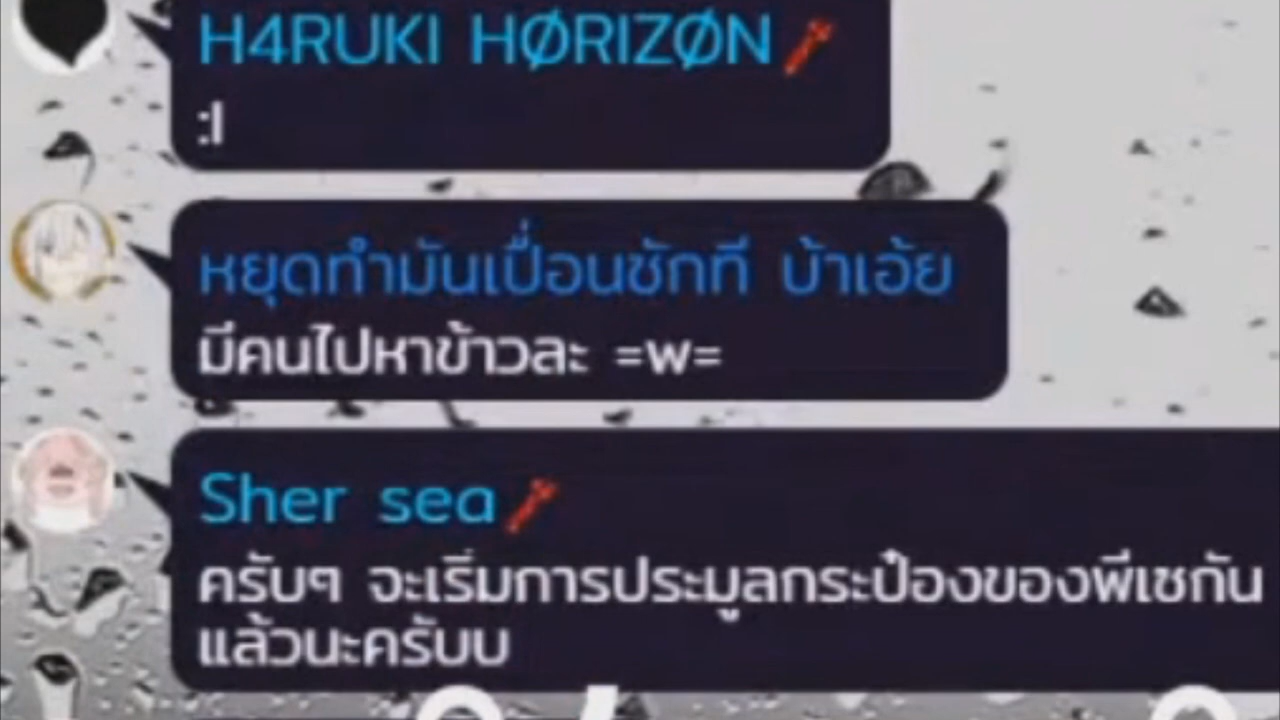 H4RUKI HØRIZØN
:l
หยุดทำมันเปื่อนชักที บ้าเอ้ย
มีคนไปหาข้าวละ =w=
Sher sea
ครับๆ จะเริ่มการประมูลกระป๋องของพีเชกัน
แล้วนะครับบ